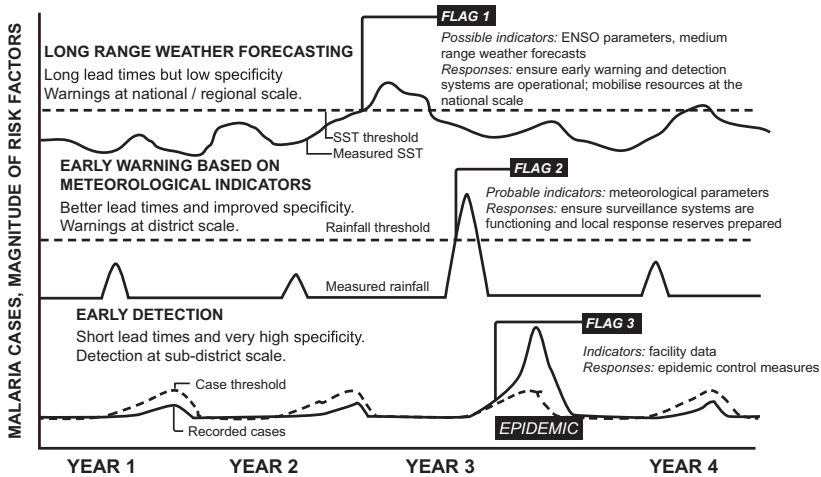 MALARIA CASES, MAGNITUDE OF RISK FACTORS
FLAG 1
LONG RANGE WEATHER FORECASTING
Long lead times but low specificity
Warnings at national / regional scale.
Possible indicators: ENSO parameters, medium
range weather forecasts
Responses: ensure early warning and detection
systems are operational; mobilise resources at the
national scale
SST threshold
Measured SST
EARLY WARNING BASED ON
METEOROLOGICAL INDICATORS
Better lead times and improved specificity.
Warnings at district scale.
FLAG 2
Probable indicators: meteorological parameters
Responses: ensure surveillance systems are
functioning and local response reserves prepared
Rainfall threshold
Measured rainfall
EARLY DETECTION
Short lead times and very high specificity.
Detection at sub-district scale.
FLAG 3
Indicators: facility data
Responses: epidemic control measures
Case threshold
Recorded cases
EPIDEMIC
YEAR 1
YEAR 2
YEAR 3
YEAR 4